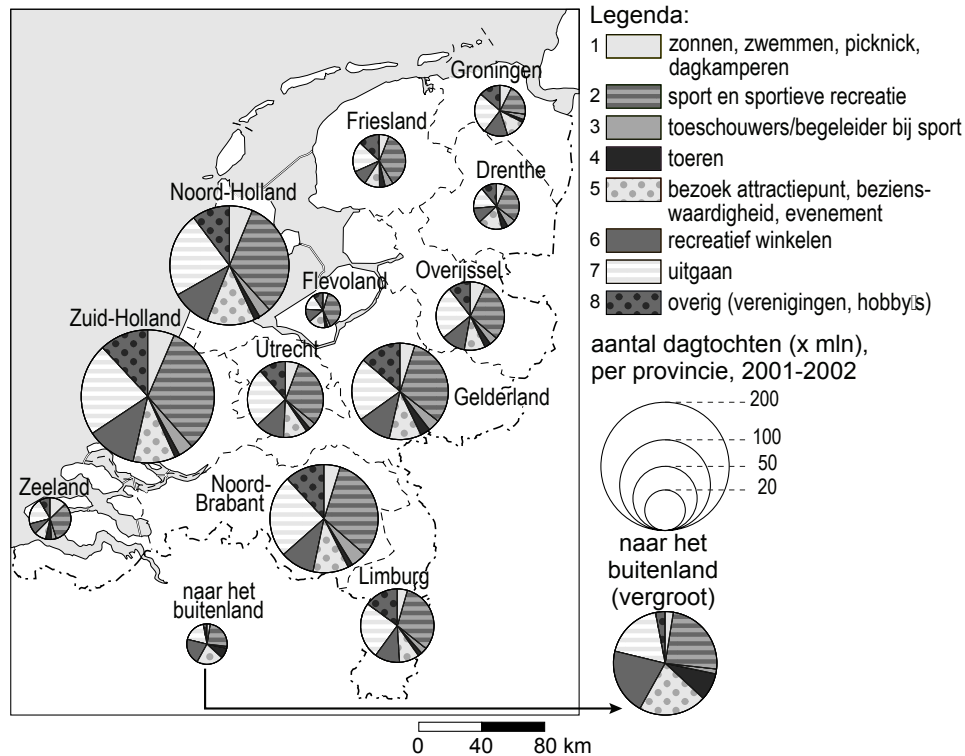 Legenda:
1 zonnen, zwemmen, picknick,
dagkamperen
2 sport en sportieve recreatie
3 toeschouwers/begeleider bij sport
4 toeren
5 bezoek attractiepunt, beziens-
waardigheid, evenement
6 recreatief winkelen
7 uitgaan
8 overig (verenigingen, hobby▯s)
aantal dagtochten (x mln),
per provincie, 2001-2002
200
100
50
20
naar het
buitenland
(vergroot)
Groningen
Friesland
Drenthe
Noord-Holland
Flevoland
Overijssel
Zuid-Holland
Utrecht
Gelderland
Zeeland
Noord-
Brabant
Limburg
naar het
buitenland
0 40 80 km